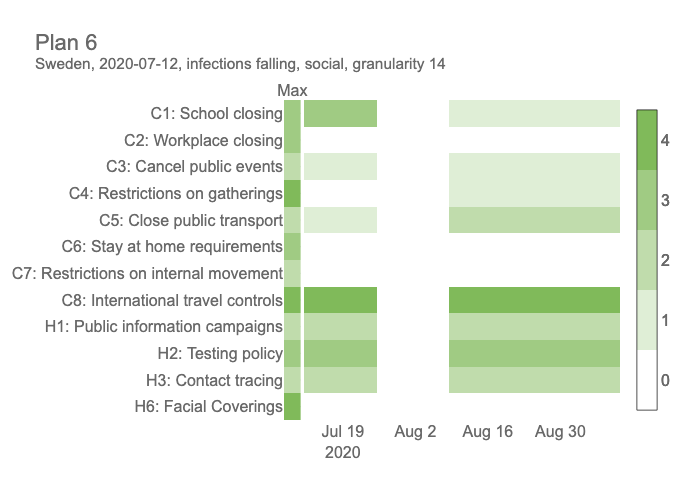 Plan 6
Sweden, 2020-07-12, infections falling, social, granularity 14
Max
C1: School closing
C2: Workplace closing
C3: Cancel public events
C4: Restrictions on gatherings
C5: Close public transport
C6: Stay at home requirements
C7: Restrictions on internal movement
C8: International travel controls
H1: Public information campaigns
H2: Testing policy
H3: Contact tracing
H6: Facial Coverings
4
3
2
1
0
Jul 19 Aug 2 Aug 16 Aug 30
2020